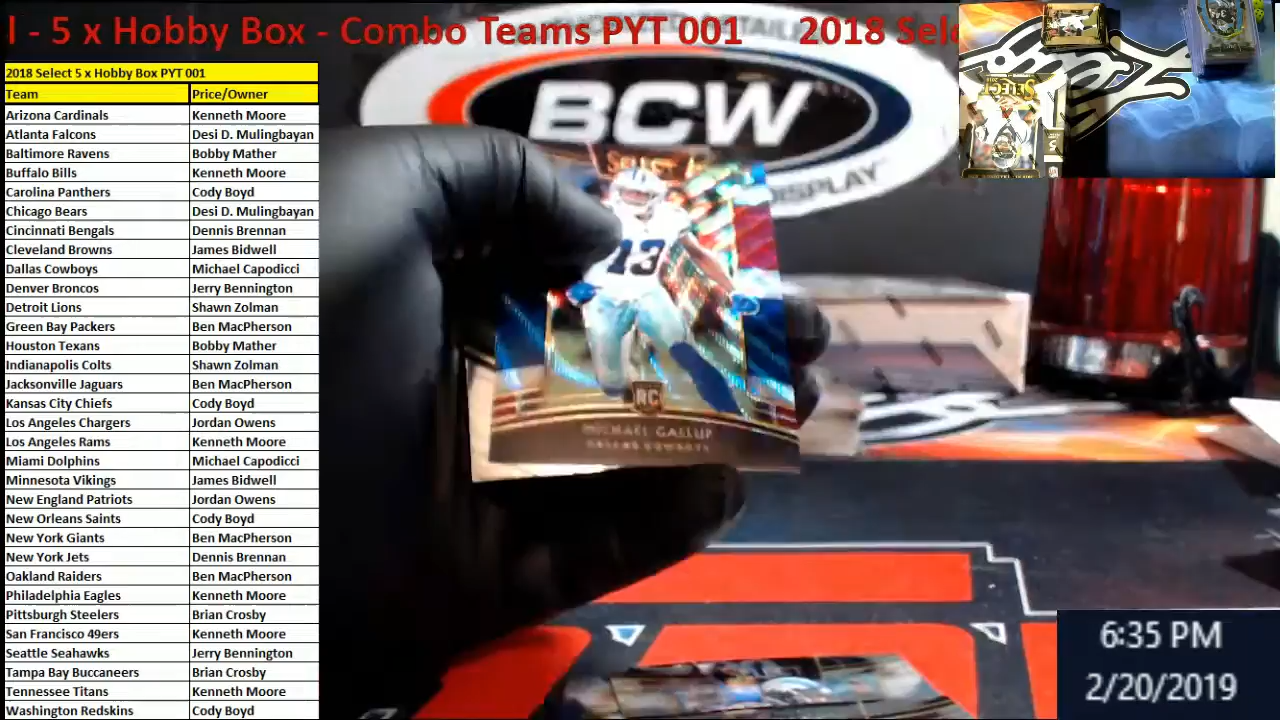 l - 5 x Hobby Box - Combo Teams PYT 001 2018 Sel
2018 Select 5 x Hobby Box PYT 001
Team Price/Owner
Arizona Cardinals Kenneth Moore
Atlanta Falcons Desi D. Mulingbayan
Baltimore Ravens Bobby Mather
Buffalo Bills Kenneth Moore
Carolina Panthers Cody Boyd
Chicago Bears Desi D. Mulingbayan
Cincinnati Bengals Dennis Brennan
Cleveland Browns James Bidwell
Dallas Cowboys Michael Capodicci
Denver Broncos Jerry Bennington
Detroit Lions Shawn Zolman
Green Bay Packers Ben MacPherson
Houston Texans Bobby Mather
Indianapolis Colts Shawn Zolman
Jacksonville Jaguars Ben MacPherson
Kansas City Chiefs Cody Boyd
Los Angeles Chargers Jordan Owens
Los Angeles Rams Kenneth Moore
Miami Dolphins Michael Capodicci
Minnesota Vikings James Bidwell
New England Patriots Jordan Owens
New Orleans Saints Cody Boyd
New York Giants Ben MacPherson
New York Jets Dennis Brennan
Oakland Raiders Ben MacPherson
Philadelphia Eagles Kenneth Moore
Pittsburgh Steelers Brian Crosby
San Francisco 49ers Kenneth Moore
Seattle Seahawks Jerry Bennington
Tampa Bay Buccaneers Brian Crosby
Tennessee Titans Kenneth Moore
Washington Redskins Cody Boyd
BCW
DISPLAY
SELECT
13
RC
MICHAEL GALLUP
DALLAS COWBOYS
SELECT
6:35 PM
2/20/2019